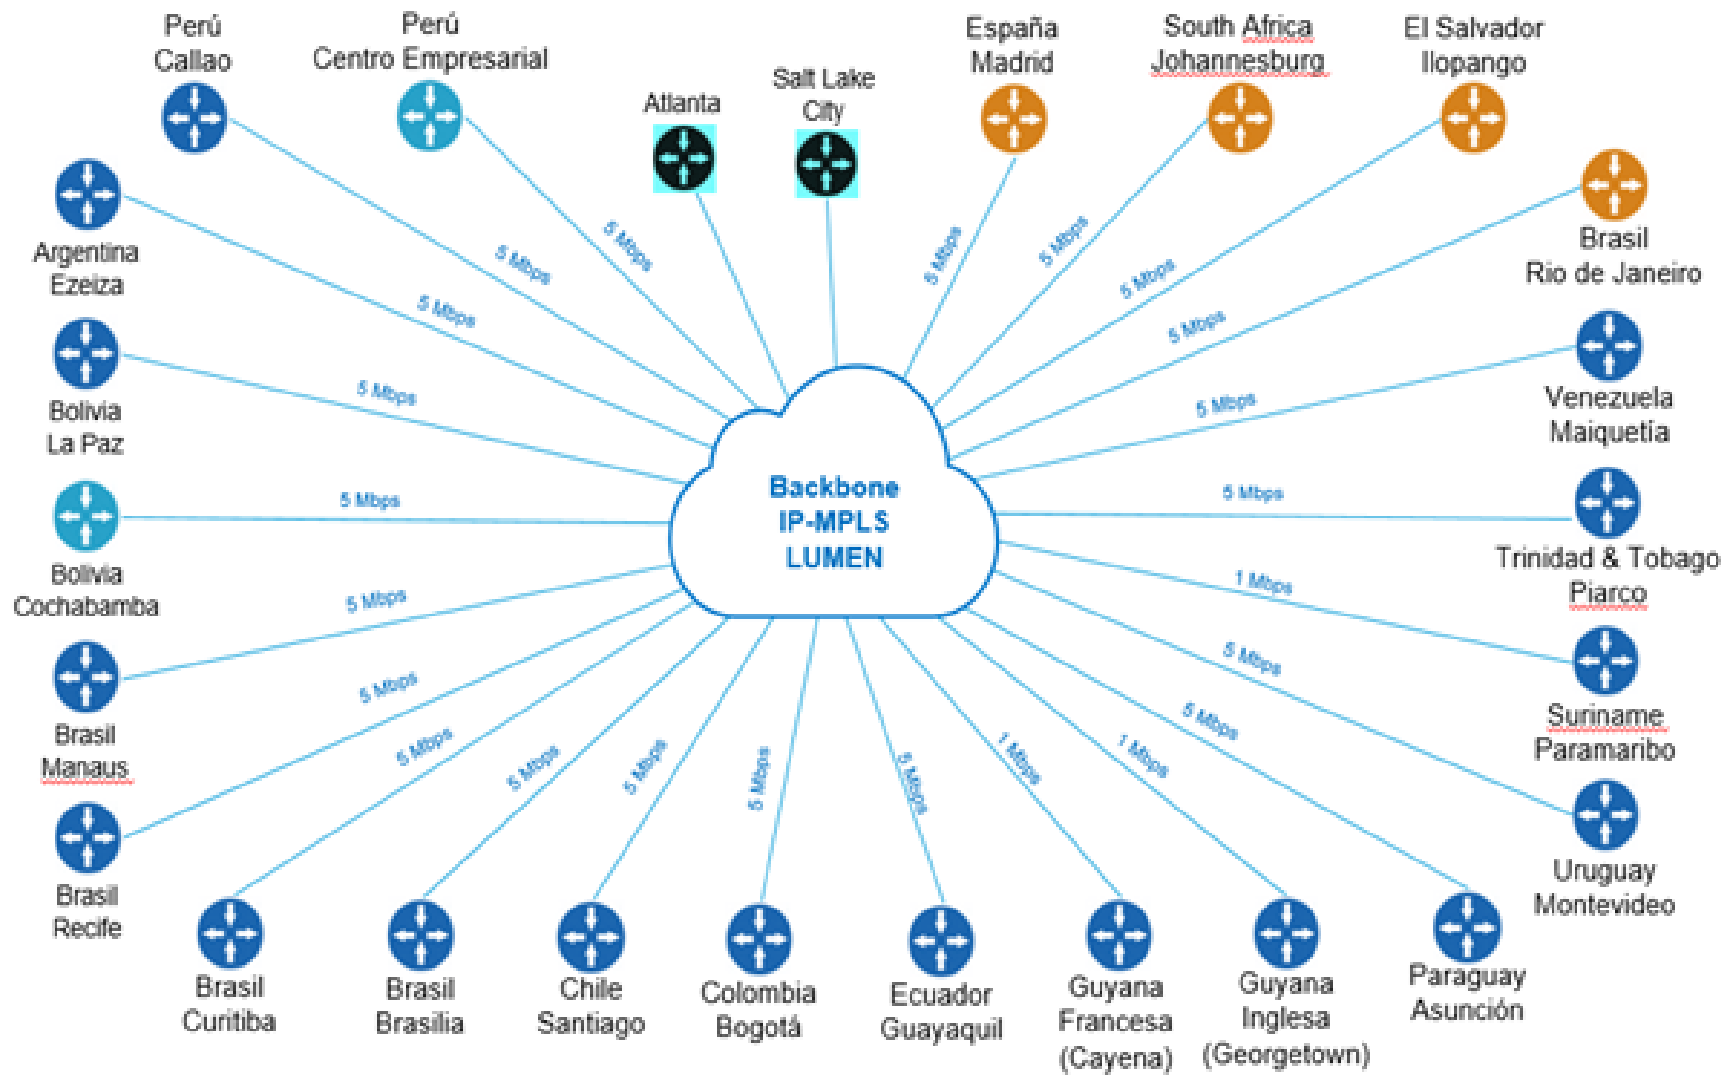 Perú
Callao
Perú
Centro Empresarial
Atlanta
Salt Lake
City
España
Madrid
South Africa
Johannesburg
El Salvador
Ilopango
Argentina
Ezeiza
Brasil
Rio de Janeiro
5 Mbps
5 Mbps
5 Mbps
5 Mbps
5 Mbps
5 Mbps
5 Mbps
Bolivia
La Paz
5 Mbps
5 Mbps
Venezuela
Maiquetía
Backbone
IP-MPLS
LUMEN
5 Mbps
5 Mbps
Bolivia
Cochabamba
Trinidad & Tobago
Piarco
5 Mbps
1 Mbps
Brasil
Manaus
Suriname
Paramaribo
5 Mbps
5 Mbps
5 Mbps
5 Mbps
5 Mbps
5 Mbps
5 Mbps
1 Mbps
1 Mbps
5 Mbps
5 Mbps
Brasil
Recife
Uruguay
Montevideo
Brasil
Curitiba
Brasil
Brasilia
Chile
Santiago
Colombia
Bogotá
Ecuador
Guayaquil
Guyana
Francesa
(Cayena)
Guyana
Inglesa
(Georgetown)
Paraguay
Asunción